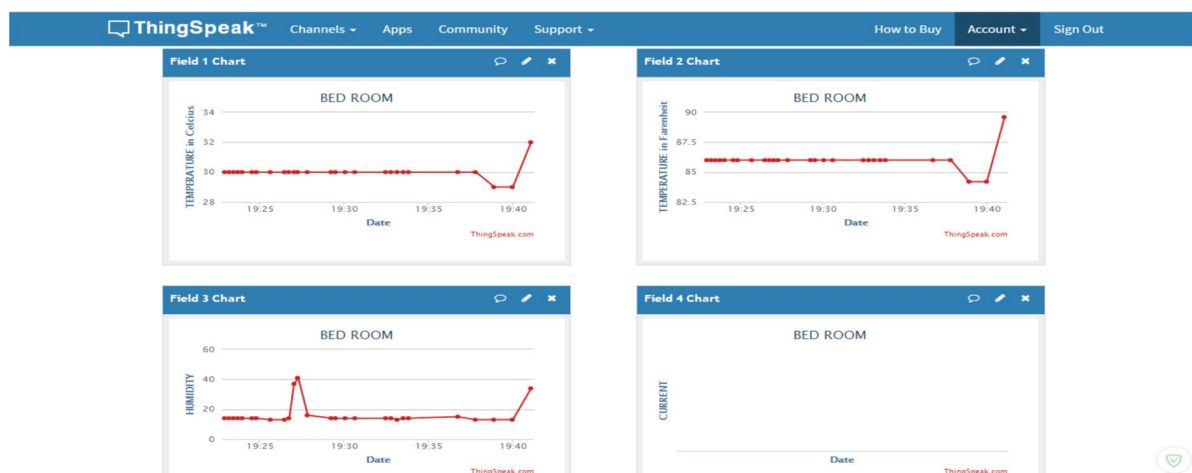 ThingSpeak™ Channels Apps Community Support How to Buy Account Sign Out
Field 1 Chart
BED ROOM
TEMPERATURE in Celcius
34
32
30
28
19:25 19:30 19:35 19:40
Date
ThingSpeak.com
Field 2 Chart
BED ROOM
TEMPERATURE in Farenheit
90
87.5
85
82.5
19:25 19:30 19:35 19:40
Date
ThingSpeak.com
Field 3 Chart
BED ROOM
HUMIDITY
60
40
20
0
19:25 19:30 19:35 19:40
Date
ThingSpeak.com
Field 4 Chart
BED ROOM
CURRENT
Date
ThingSpeak.com